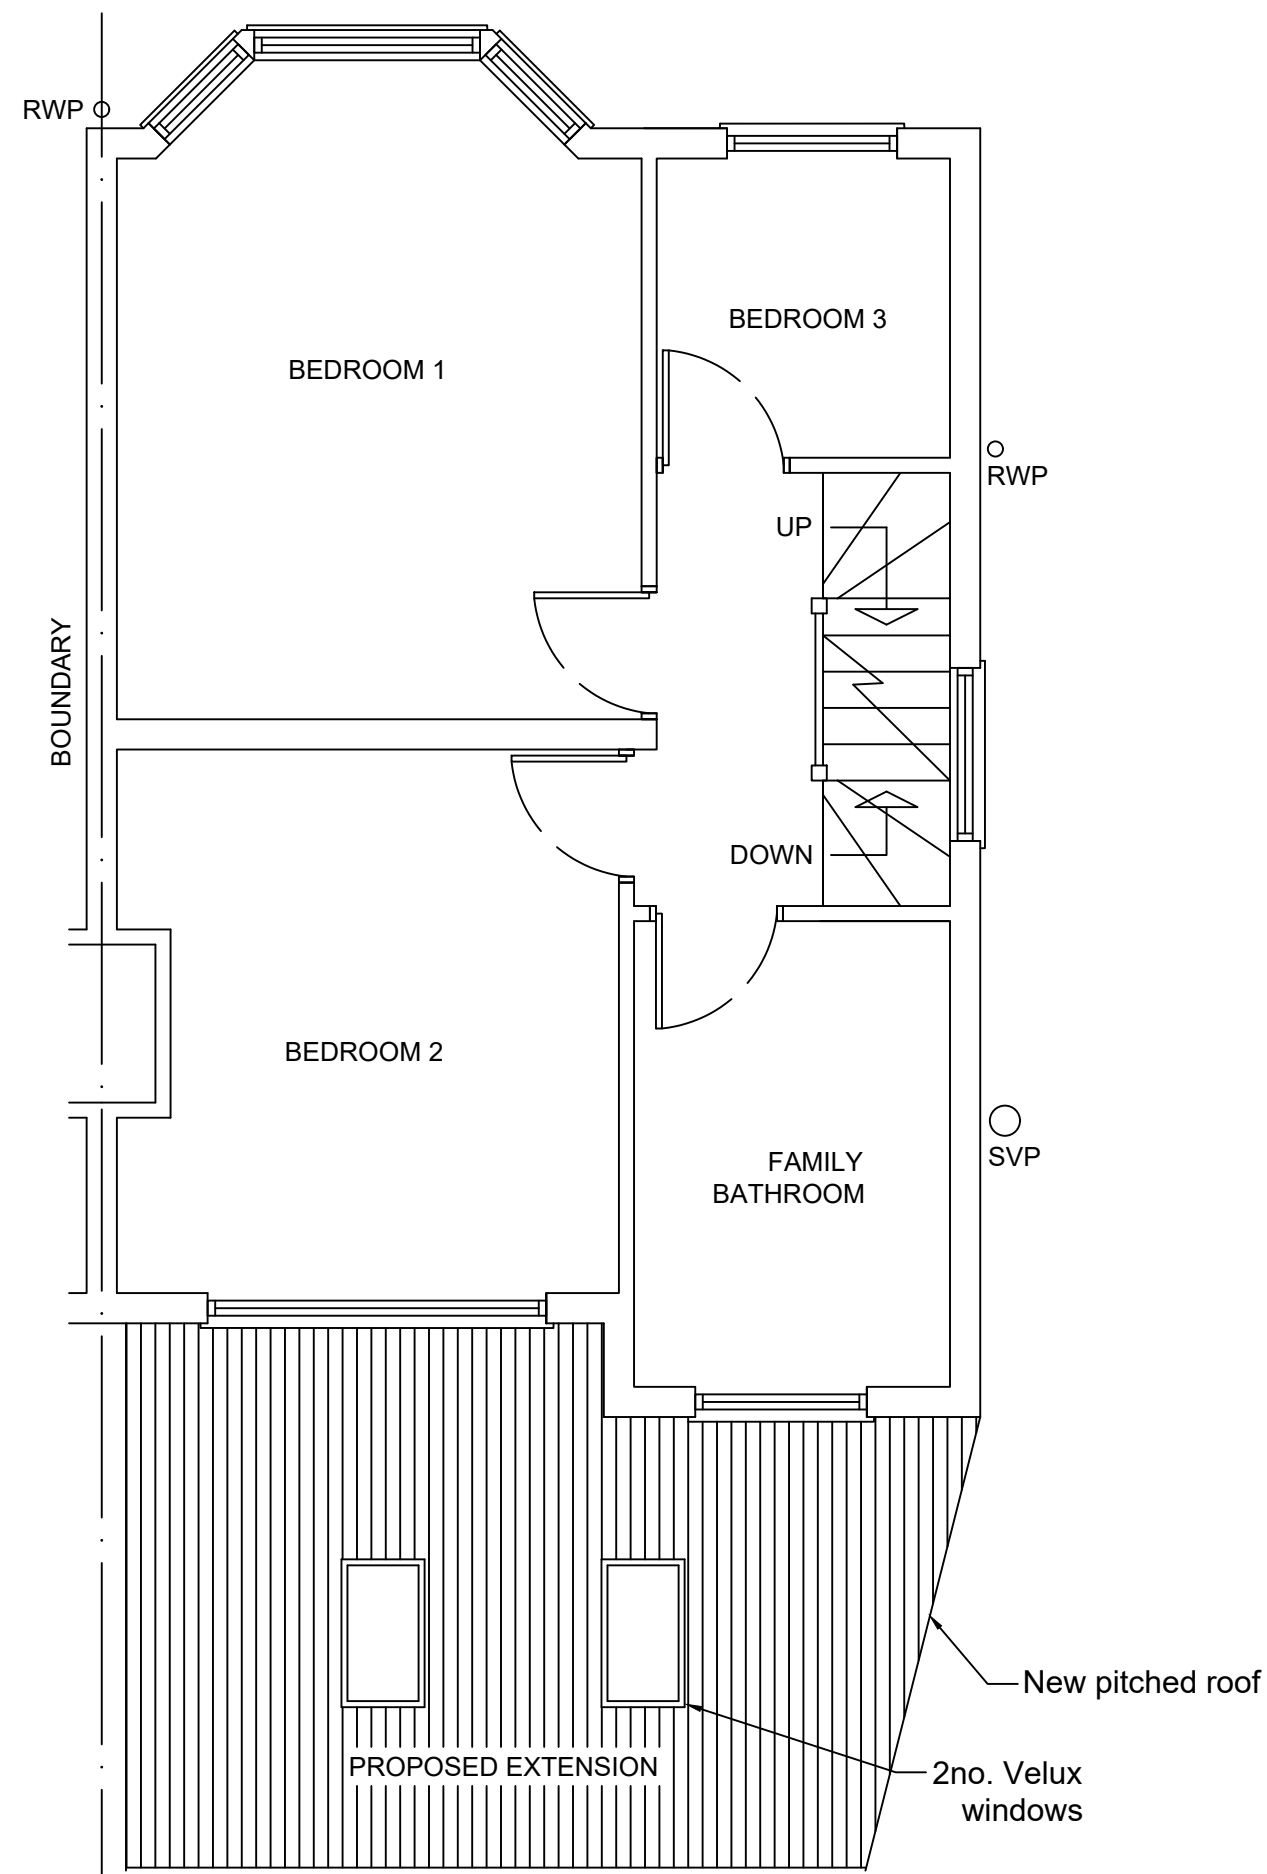 RWP
BEDROOM 3
BEDROOM 1
RWP
UP
BOUNDARY
DOWN
BEDROOM 2
SVP
FAMILY
BATHROOM
New pitched roof
PROPOSED EXTENSION
2no. Velux
windows